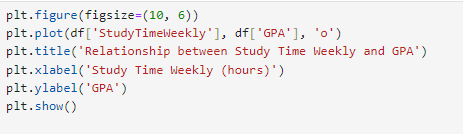 plt.figure(figsize=(10, 6))
plt.plot(df['StudyTimeWeekly'], df['GPA'], 'o')
plt.title('Relationship between Study Time Weekly and GPA')
plt.xlabel('Study Time Weekly (hours)')
plt.ylabel('GPA')
plt.show()